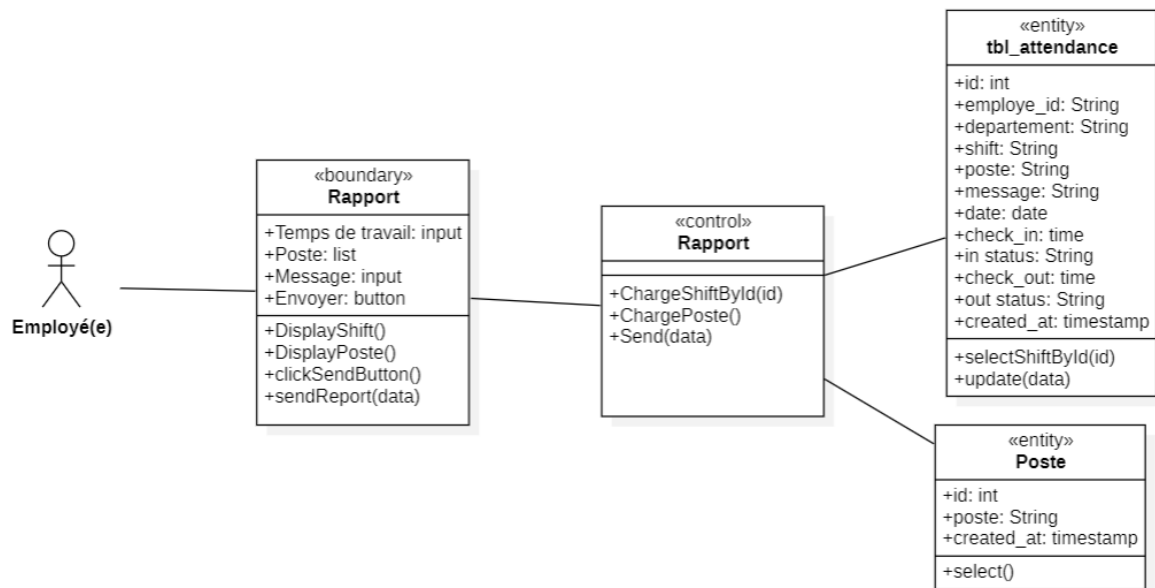 Employé(e)
«boundary»
Rapport
+Temps de travail: input
+Poste: list
+Message: input
+Envoyer: button
+DisplayShift()
+DisplayPoste()
+clickSendButton()
+sendReport(data)
«control»
Rapport
+ChargeShiftById(id)
+ChargePoste()
+Send(data)
«entity»
tbl_attendance
+id: int
+employe_id: String
+departement: String
+shift: String
+poste: String
+message: String
+date: date
+check_in: time
+in status: String
+check_out: time
+out status: String
+created_at: timestamp
+selectShiftById(id)
+update(data)
«entity»
Poste
+id: int
+poste: String
+created_at: timestamp
+select()